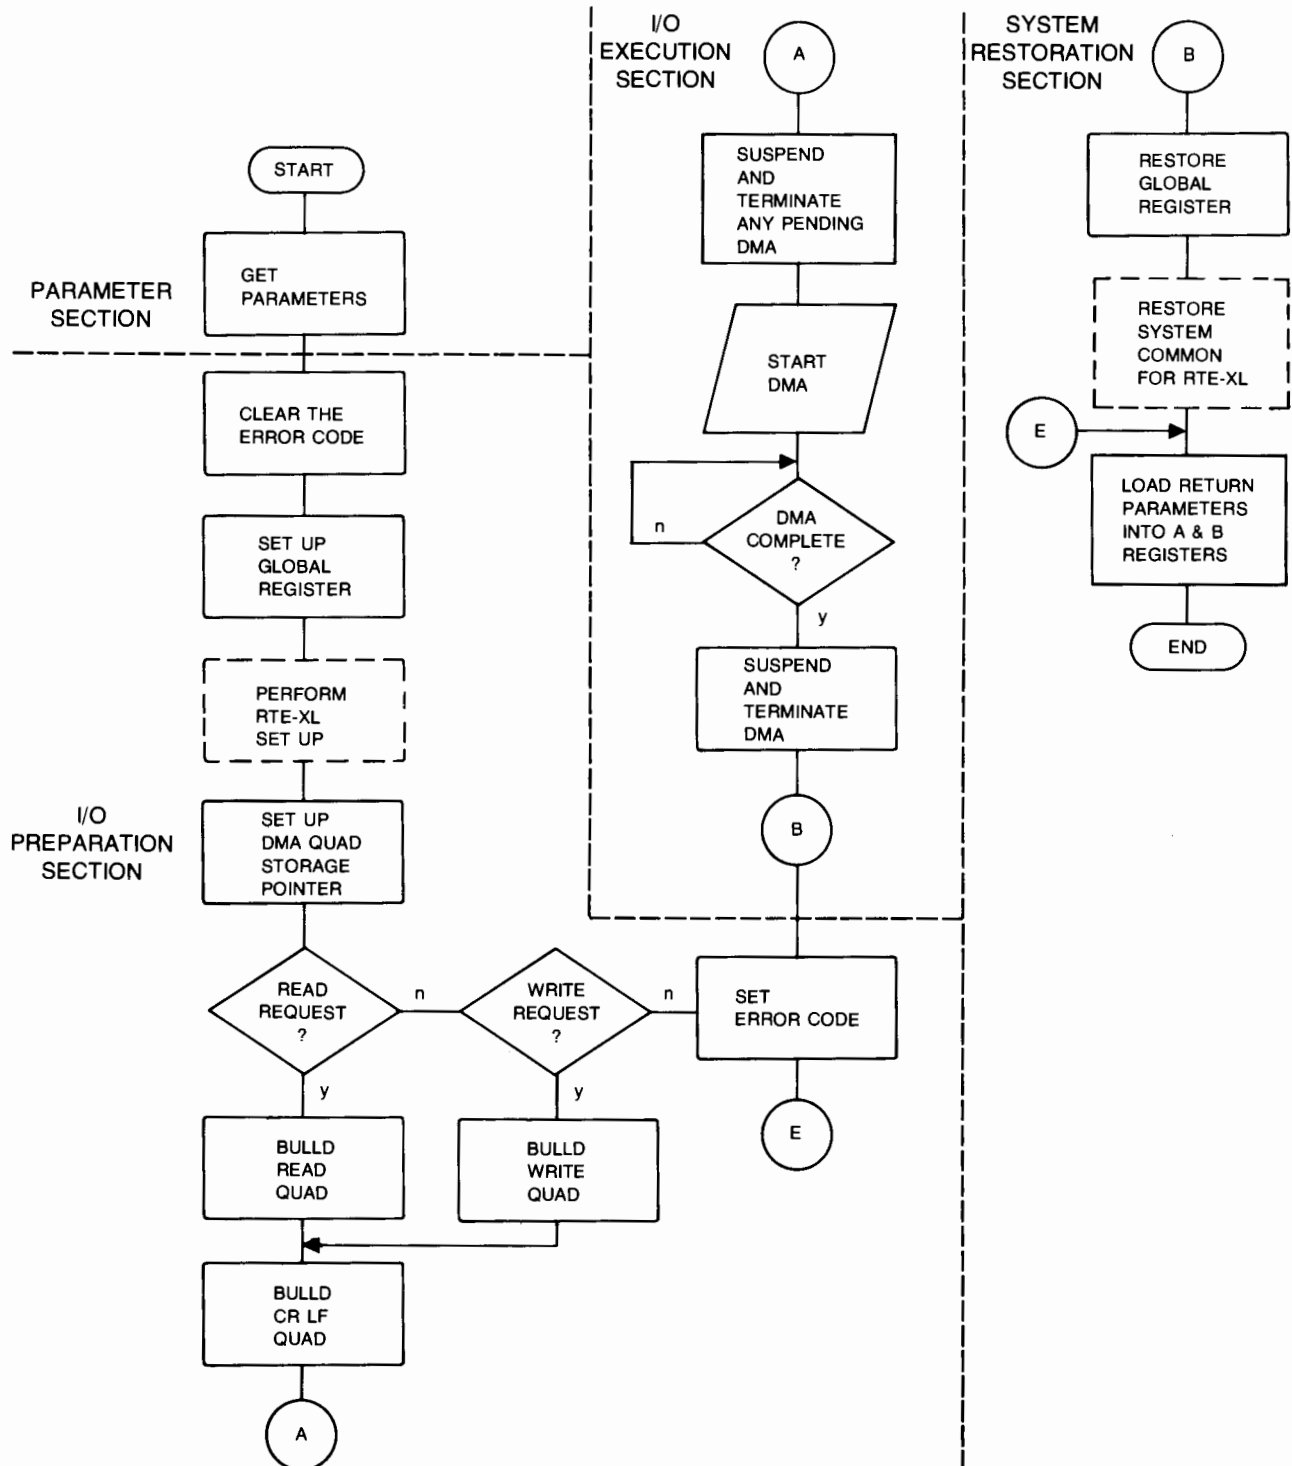 START
PARAMETER
SECTION
GET
PARAMETERS
CLEAR THE
ERROR CODE
SET UP
GLOBAL
REGISTER
PERFORM
RTE-XL
SET UP
I/O
PREPARATION
SECTION
SET UP
DMA QUAD
STORAGE
POINTER
READ
REQUEST
?
n
y
WRITE
REQUEST
?
n
y
SET
ERROR CODE
E
BULLD
READ
QUAD
BULLD
WRITE
QUAD
BULLD
CR LF
QUAD
A
I/O
EXECUTION
SECTION
A
SUSPEND
AND
TERMINATE
ANY PENDING
DMA
START
DMA
DMA
COMPLETE
?
n
y
SUSPEND
AND
TERMINATE
DMA
B
SYSTEM
RESTORATION
SECTION
B
RESTORE
GLOBAL
REGISTER
RESTORE
SYSTEM
COMMON
FOR RTE-XL
E
LOAD RETURN
PARAMETERS
INTO A & B
REGISTERS
END